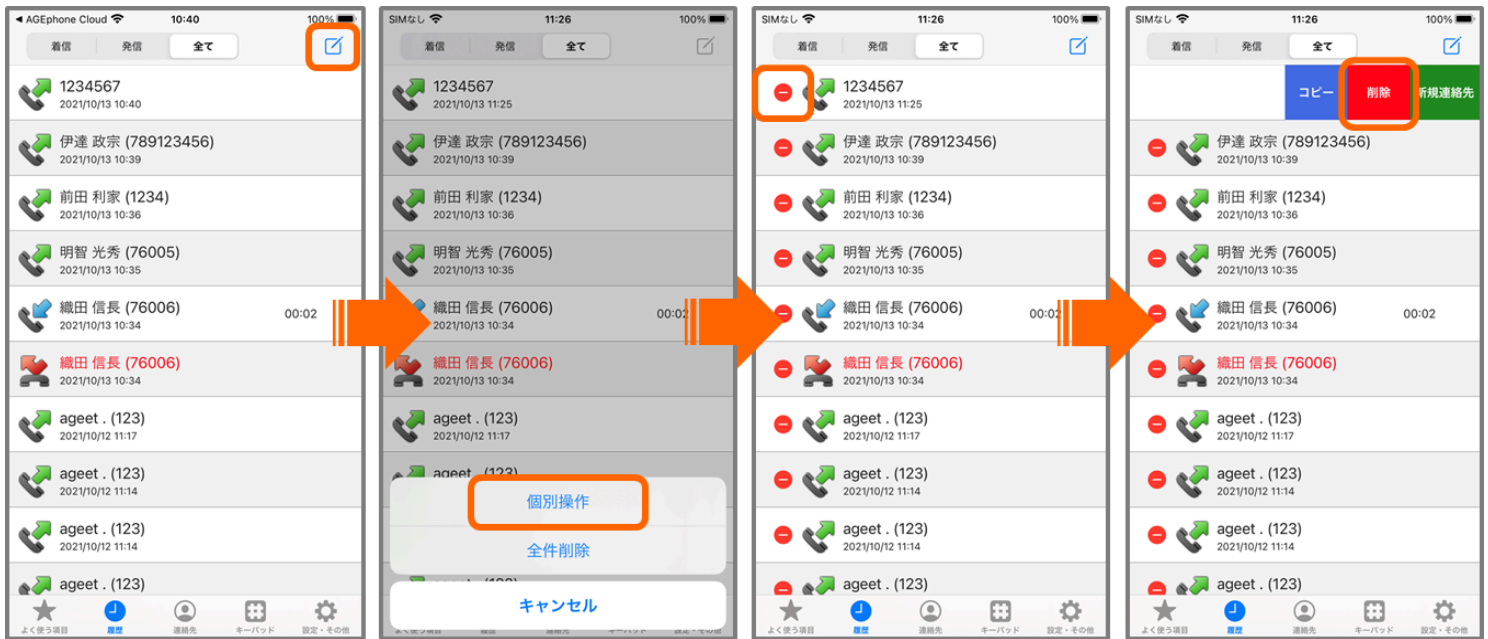 ◀ AGEphone Cloud 10:40 100%
着信 発信 全て
1234567
2021/10/13 10:40
伊達 政宗 (789123456)
2021/10/13 10:39
前田 利家 (1234)
2021/10/13 10:36
明智 光秀 (76005)
2021/10/13 10:35
織田 信長 (76006) 00:02
2021/10/13 10:34
織田 信長 (76006)
2021/10/13 10:34
ageet . (123)
2021/10/12 11:17
ageet . (123)
2021/10/12 11:14
ageet . (123)
2021/10/12 11:14
ageet . (123)
よく使う項目 履歴 連絡先 キーパッド 設定・その他
SIMなし 11:26 100%
着信 発信 全て
1234567
2021/10/13 11:25
伊達 政宗 (789123456)
2021/10/13 10:39
前田 利家 (1234)
2021/10/13 10:36
明智 光秀 (76005)
2021/10/13 10:35
織田 信長 (76006) 00:02
2021/10/13 10:34
織田 信長 (76006)
2021/10/13 10:34
ageet . (123)
2021/10/12 11:17
ageet . (123)
個別操作
全件削除
キャンセル
SIMなし 11:26 100%
着信 発信 全て
1234567
2021/10/13 11:25
伊達 政宗 (789123456)
2021/10/13 10:39
前田 利家 (1234)
2021/10/13 10:36
明智 光秀 (76005)
2021/10/13 10:35
織田 信長 (76006) 00:02
2021/10/13 10:34
織田 信長 (76006)
2021/10/13 10:34
ageet . (123)
2021/10/12 11:17
ageet . (123)
2021/10/12 11:14
ageet . (123)
2021/10/12 11:14
ageet . (123)
よく使う項目 履歴 連絡先 キーパッド 設定・その他
SIMなし 11:26 100%
着信 発信 全て
コピー 削除 新規連絡先
伊達 政宗 (789123456)
2021/10/13 10:39
前田 利家 (1234)
2021/10/13 10:36
明智 光秀 (76005)
2021/10/13 10:35
織田 信長 (76006) 00:02
2021/10/13 10:34
織田 信長 (76006)
2021/10/13 10:34
ageet . (123)
2021/10/12 11:17
ageet . (123)
2021/10/12 11:14
ageet . (123)
2021/10/12 11:14
ageet . (123)
よく使う項目 履歴 連絡先 キーパッド 設定・その他